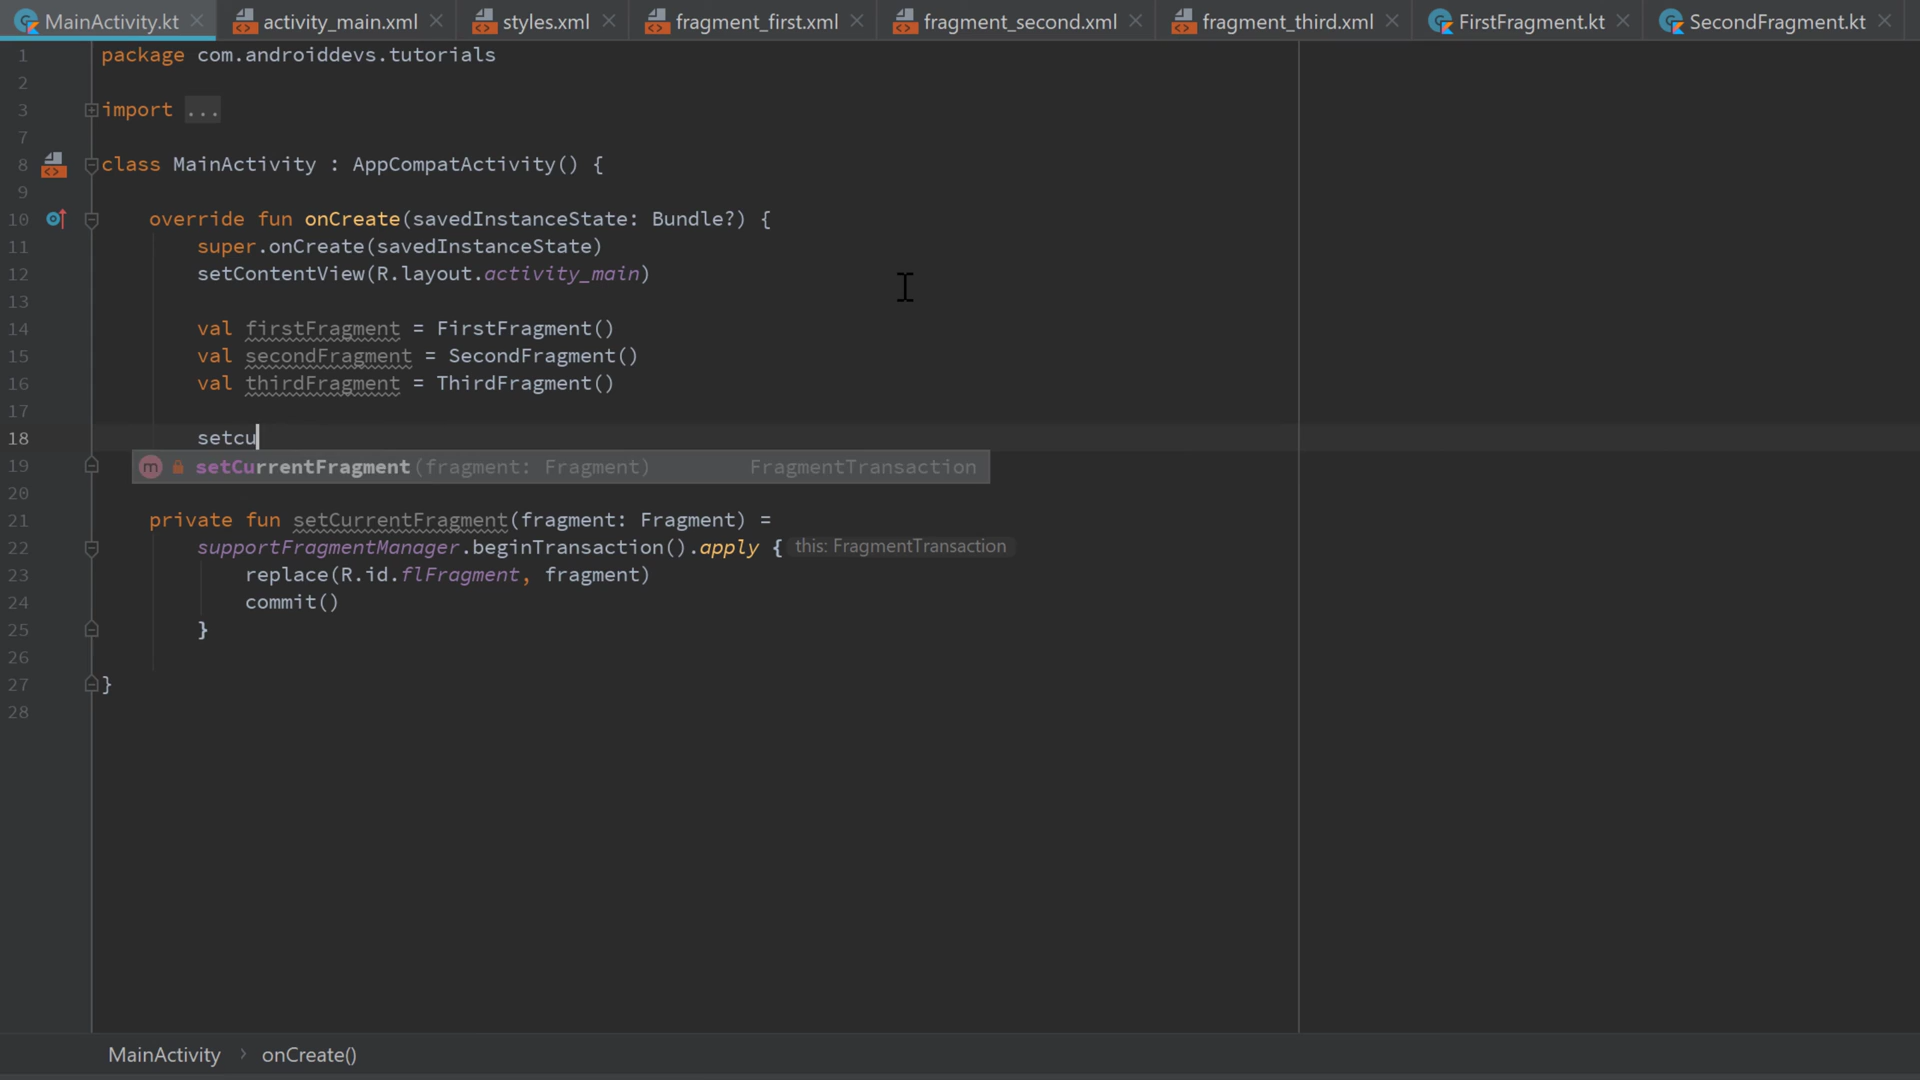 MainActivity.kt activity_main.xml styles.xml fragment_first.xml fragment_second.xml fragment_third.xml FirstFragment.kt SecondFragment.kt
1 package com.androiddevs.tutorials
2
3 import ...
7
8 class MainActivity : AppCompatActivity() {
9
10 override fun onCreate(savedInstanceState: Bundle?) {
11 super.onCreate(savedInstanceState)
12 setContentView(R.layout.activity_main)
13
14 val firstFragment = FirstFragment()
15 val secondFragment = SecondFragment()
16 val thirdFragment = ThirdFragment()
17
18 setcu
19 m setCurrentFragment(fragment: Fragment) FragmentTransaction
20
21 private fun setCurrentFragment(fragment: Fragment) =
22 supportFragmentManager.beginTransaction().apply { this: FragmentTransaction
23 replace(R.id.flFragment, fragment)
24 commit()
25 }
26
27 }
28
MainActivity › onCreate()